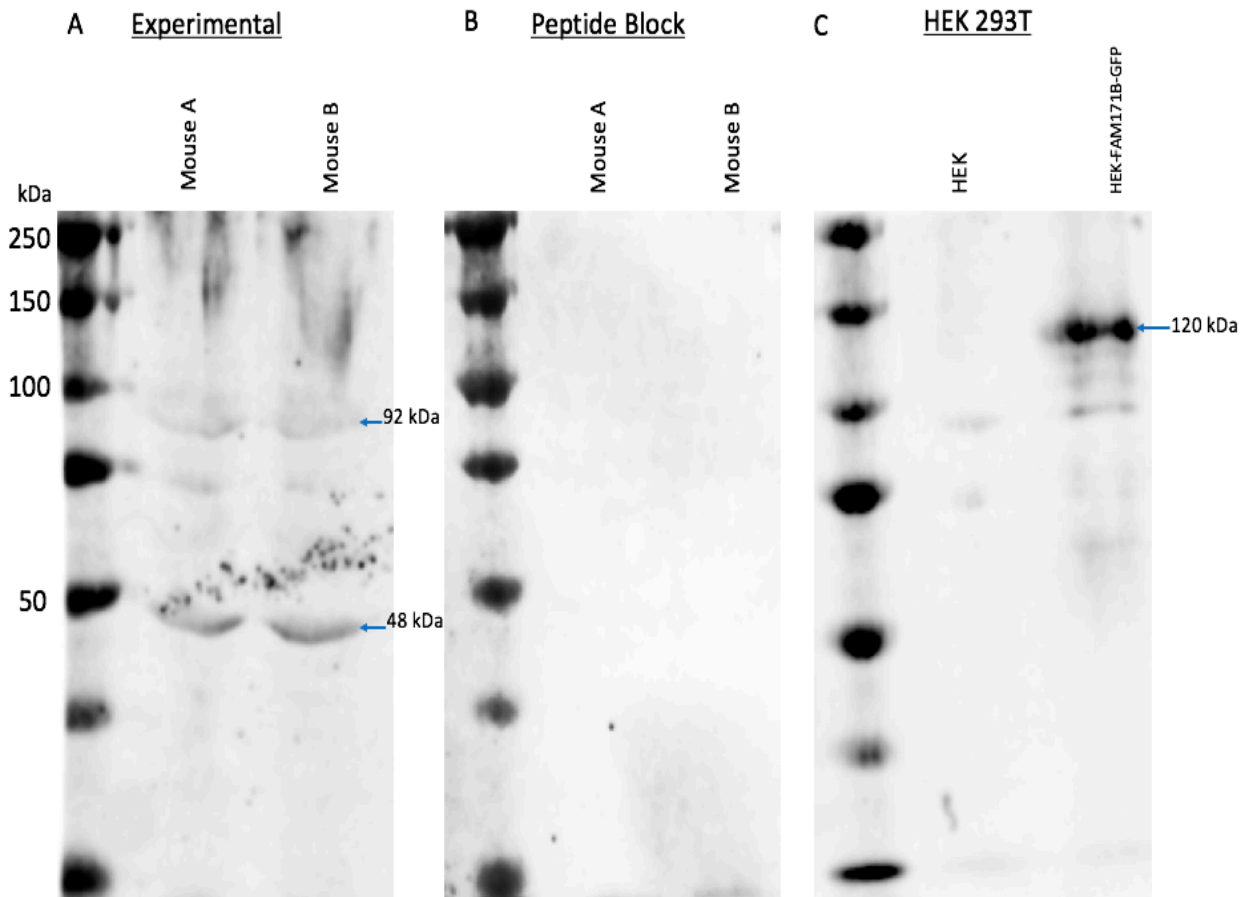 A Experimental
B Peptide Block
C HEK 293T
Mouse A
Mouse B
Mouse A
Mouse B
HEK
HEK-FAM171B-GFP
kDa
250
150
100
50
92 kDa
48 kDa
120 kDa